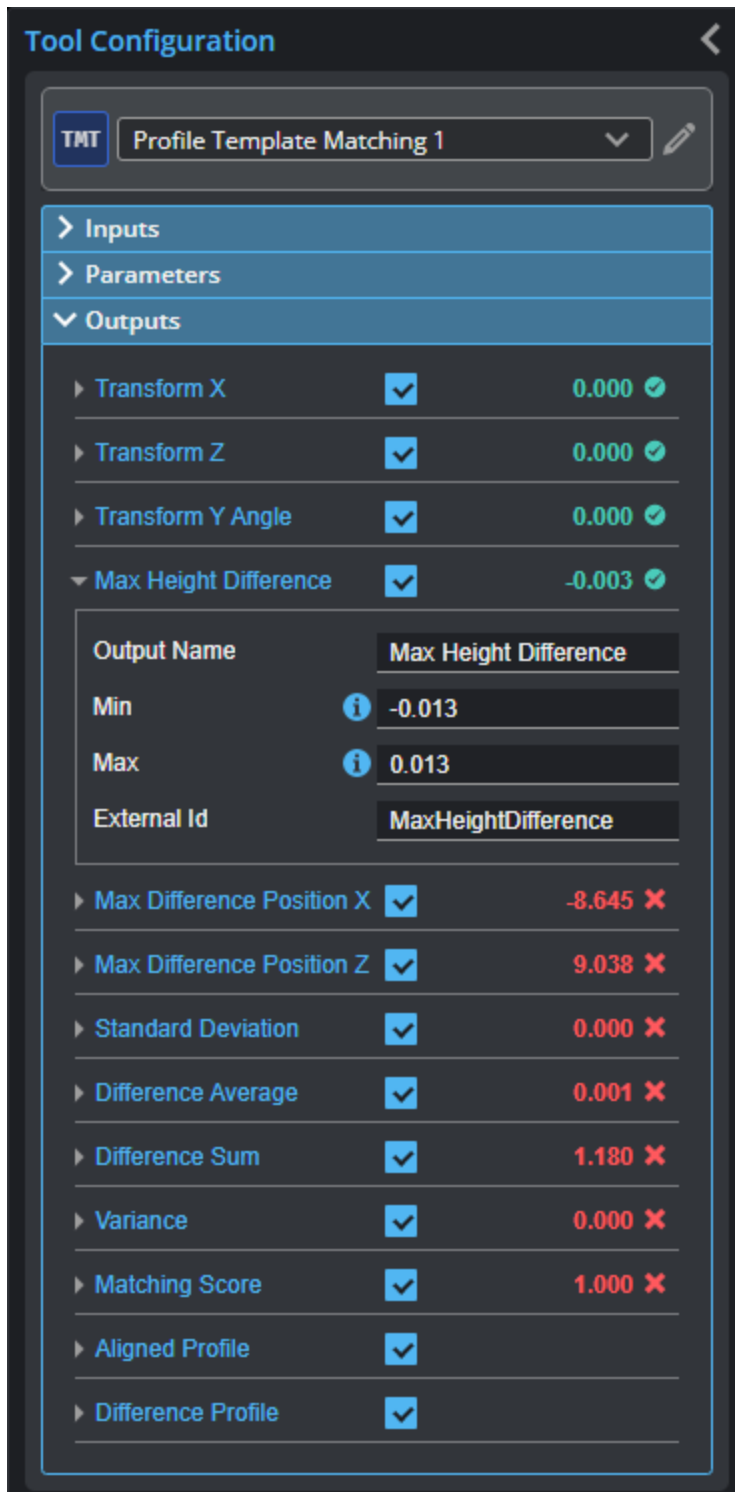 Tool Configuration
TMT Profile Template Matching 1
Inputs
Parameters
Outputs
Transform X 0.000
Transform Z 0.000
Transform Y Angle 0.000
Max Height Difference -0.003
Output Name Max Height Difference
Min -0.013
Max 0.013
External Id MaxHeightDifference
Max Difference Position X -8.645
Max Difference Position Z 9.038
Standard Deviation 0.000
Difference Average 0.001
Difference Sum 1.180
Variance 0.000
Matching Score 1.000
Aligned Profile
Difference Profile